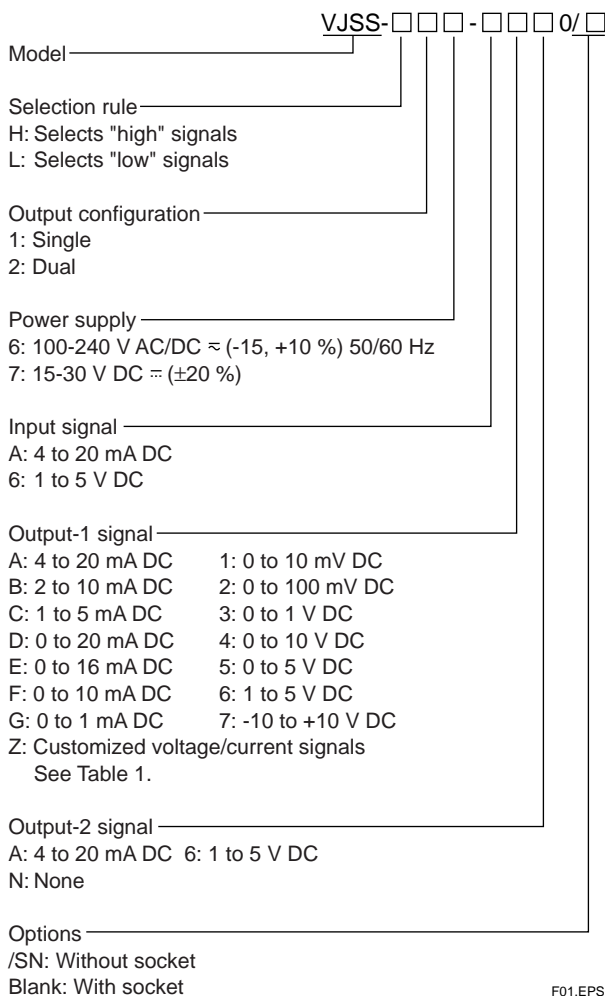 VJSS-□□□-□□□0/□
Model
Selection rule
H: Selects "high" signals
L: Selects "low" signals
Output configuration
1: Single
2: Dual
Power supply
6: 100-240 V AC/DC ≂ (-15, +10 %) 50/60 Hz
7: 15-30 V DC ⎓ (±20 %)
Input signal
A: 4 to 20 mA DC
6: 1 to 5 V DC
Output-1 signal
A: 4 to 20 mA DC 1: 0 to 10 mV DC
B: 2 to 10 mA DC 2: 0 to 100 mV DC
C: 1 to 5 mA DC 3: 0 to 1 V DC
D: 0 to 20 mA DC 4: 0 to 10 V DC
E: 0 to 16 mA DC 5: 0 to 5 V DC
F: 0 to 10 mA DC 6: 1 to 5 V DC
G: 0 to 1 mA DC 7: -10 to +10 V DC
Z: Customized voltage/current signals
See Table 1.
Output-2 signal
A: 4 to 20 mA DC 6: 1 to 5 V DC
N: None
Options
/SN: Without socket
Blank: With socket
F01.EPS